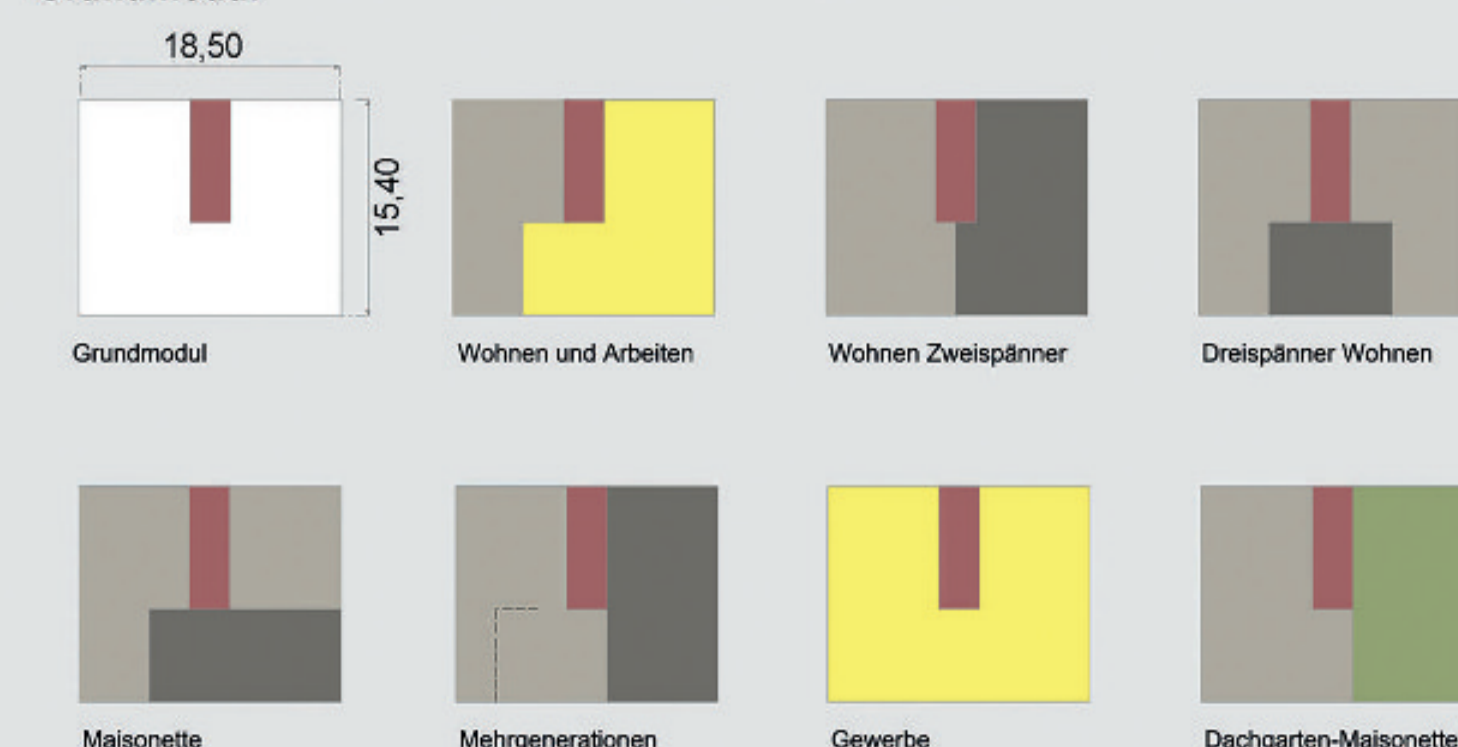 18,50
15,40
Grundmodul
Wohnen und Arbeiten
Wohnen Zweispänner
Dreispänner Wohnen
Maisonette
Mehrgenerationen
Gewerbe
Dachgarten-Maisonette